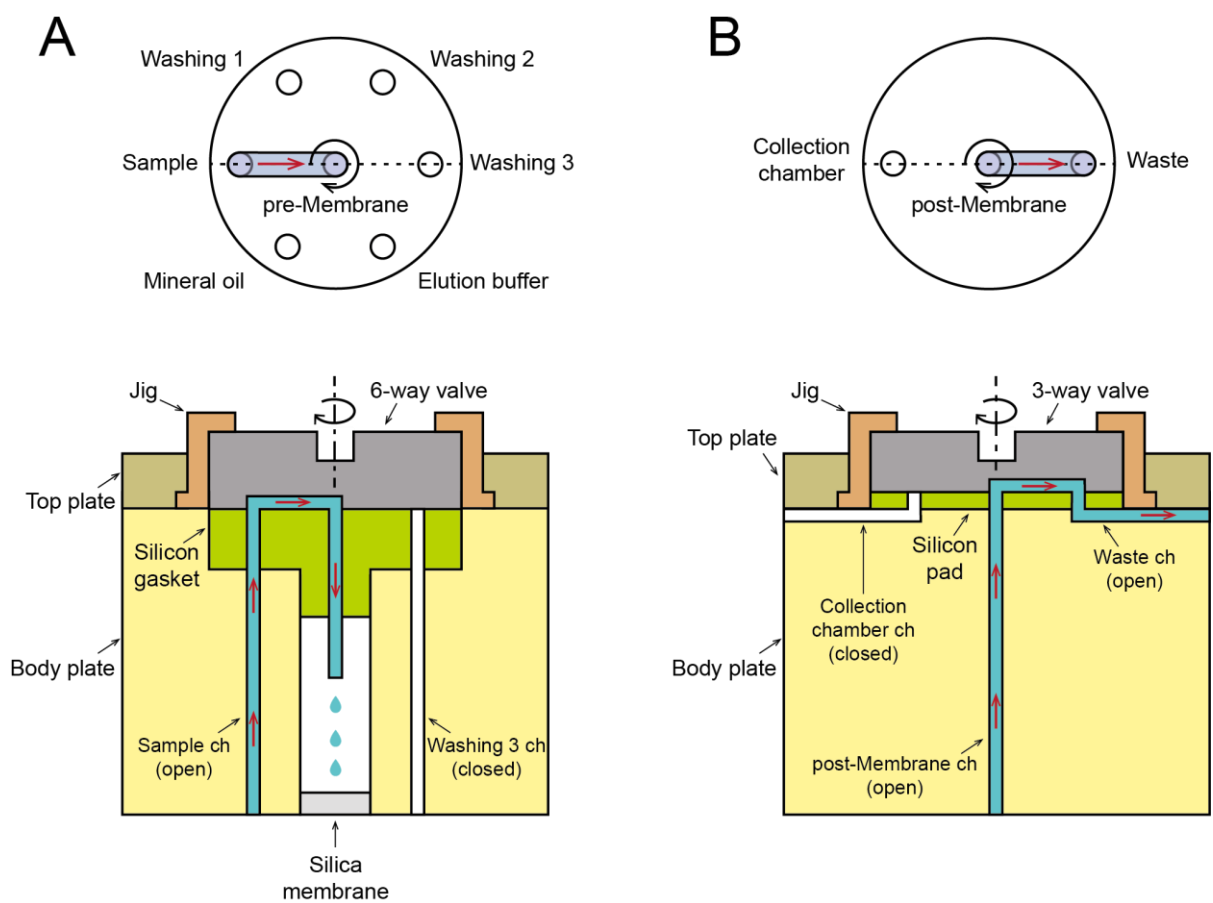 A
Washing 1
Washing 2
Sample
Washing 3
pre-Membrane
Mineral oil
Elution buffer
Jig
6-way valve
Top plate
Silicon
gasket
Body plate
Sample ch
(open)
Washing 3 ch
(closed)
Silica
membrane
B
Collection
chamber
Waste
post-Membrane
Jig
3-way valve
Top plate
Silicon
pad
Waste ch
(open)
Collection
chamber ch
(closed)
Body plate
post-Membrane ch
(open)